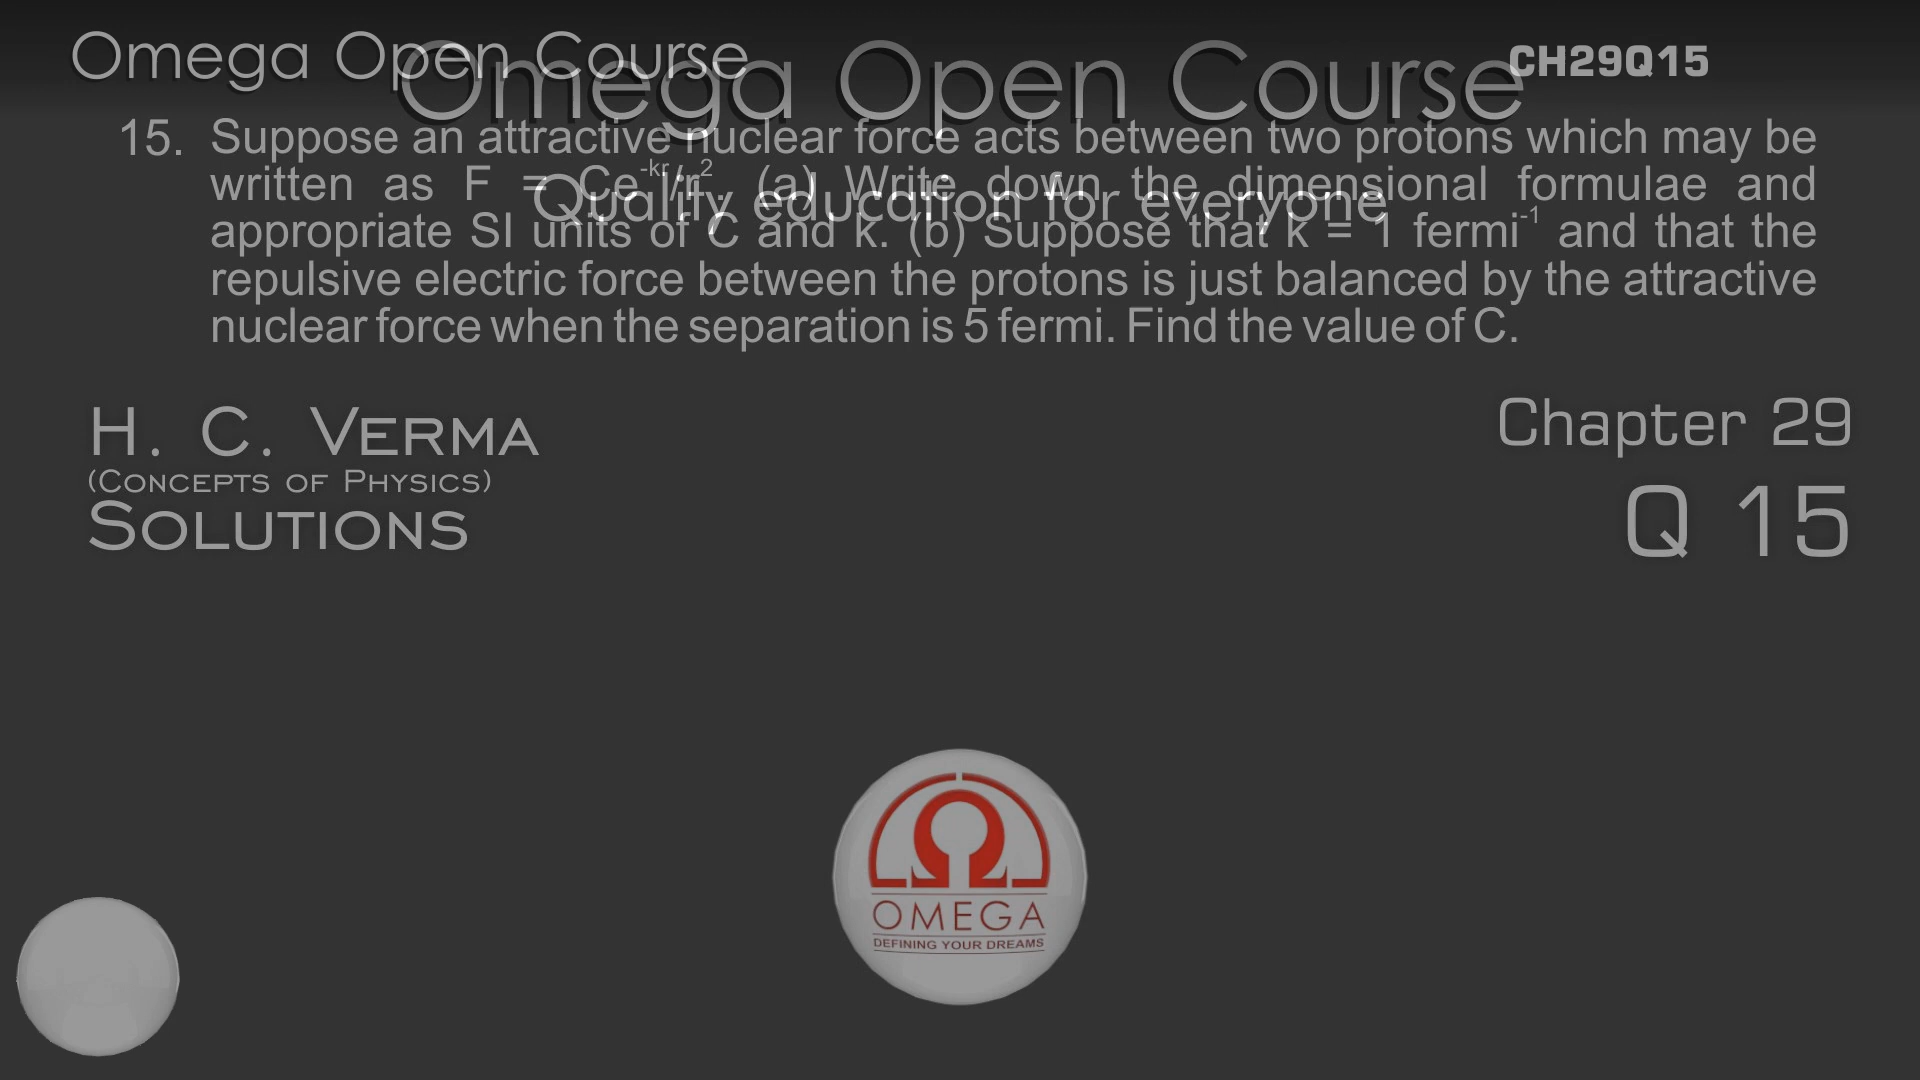 Omega Open Course
Omega Open Course
CH29Q15
15. Suppose an attractive nuclear force acts between two protons which may be
written as F = Ce-kr/r2. (a) Write down the dimensional formulae and
Quality education for everyone
appropriate SI units of C and k. (b) Suppose that k = 1 fermi-1 and that the
repulsive electric force between the protons is just balanced by the attractive
nuclear force when the separation is 5 fermi. Find the value of C.
H. C. VERMA
(CONCEPTS OF PHYSICS)
SOLUTIONS
Chapter 29
Q 15
OMEGA
DEFINING YOUR DREAMS